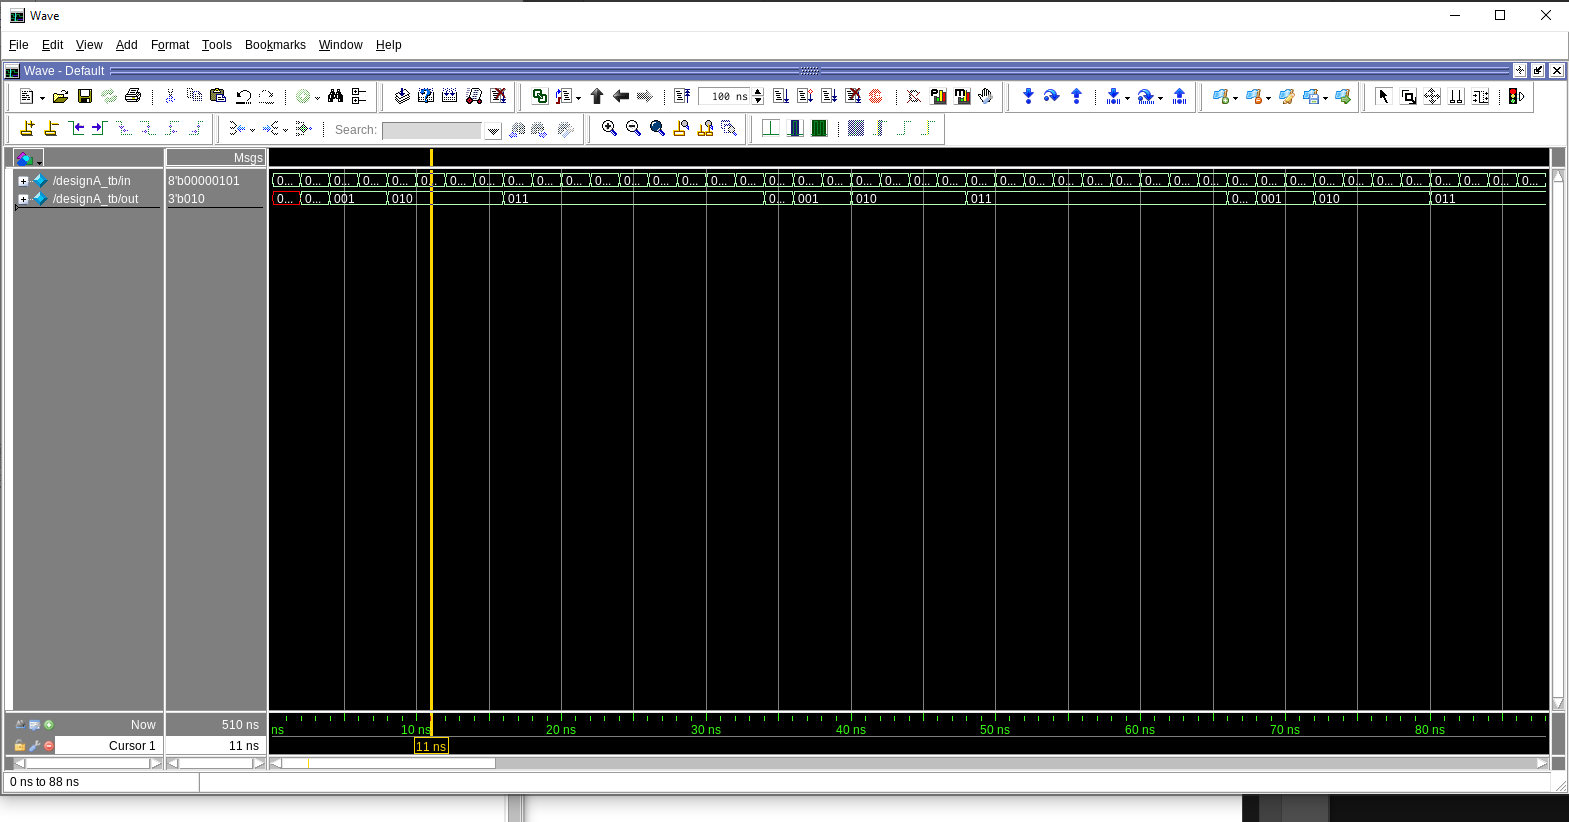 Wave
File Edit View Add Format Tools Bookmarks Window Help
Wave - Default
100 ns
Search:
Msgs
/designA_tb/in 8'b00000101 0... 0... 0... 0... 0... 0... 0... 0... 0... 0... 0... 0... 0... 0... 0... 0... 0... 0... 0... 0... 0... 0... 0... 0... 0... 0... 0... 0... 0... 0... 0... 0... 0... 0... 0... 0... 0... 0... 0... 0... 0... 0... 0... 0...
/designA_tb/out 3'b010 0... 0... 001 010 011 0... 001 010 011 0... 001 010 011
Now 510 ns ns 10 ns 20 ns 30 ns 40 ns 50 ns 60 ns 70 ns 80 ns
Cursor 1 11 ns 11 ns
0 ns to 88 ns